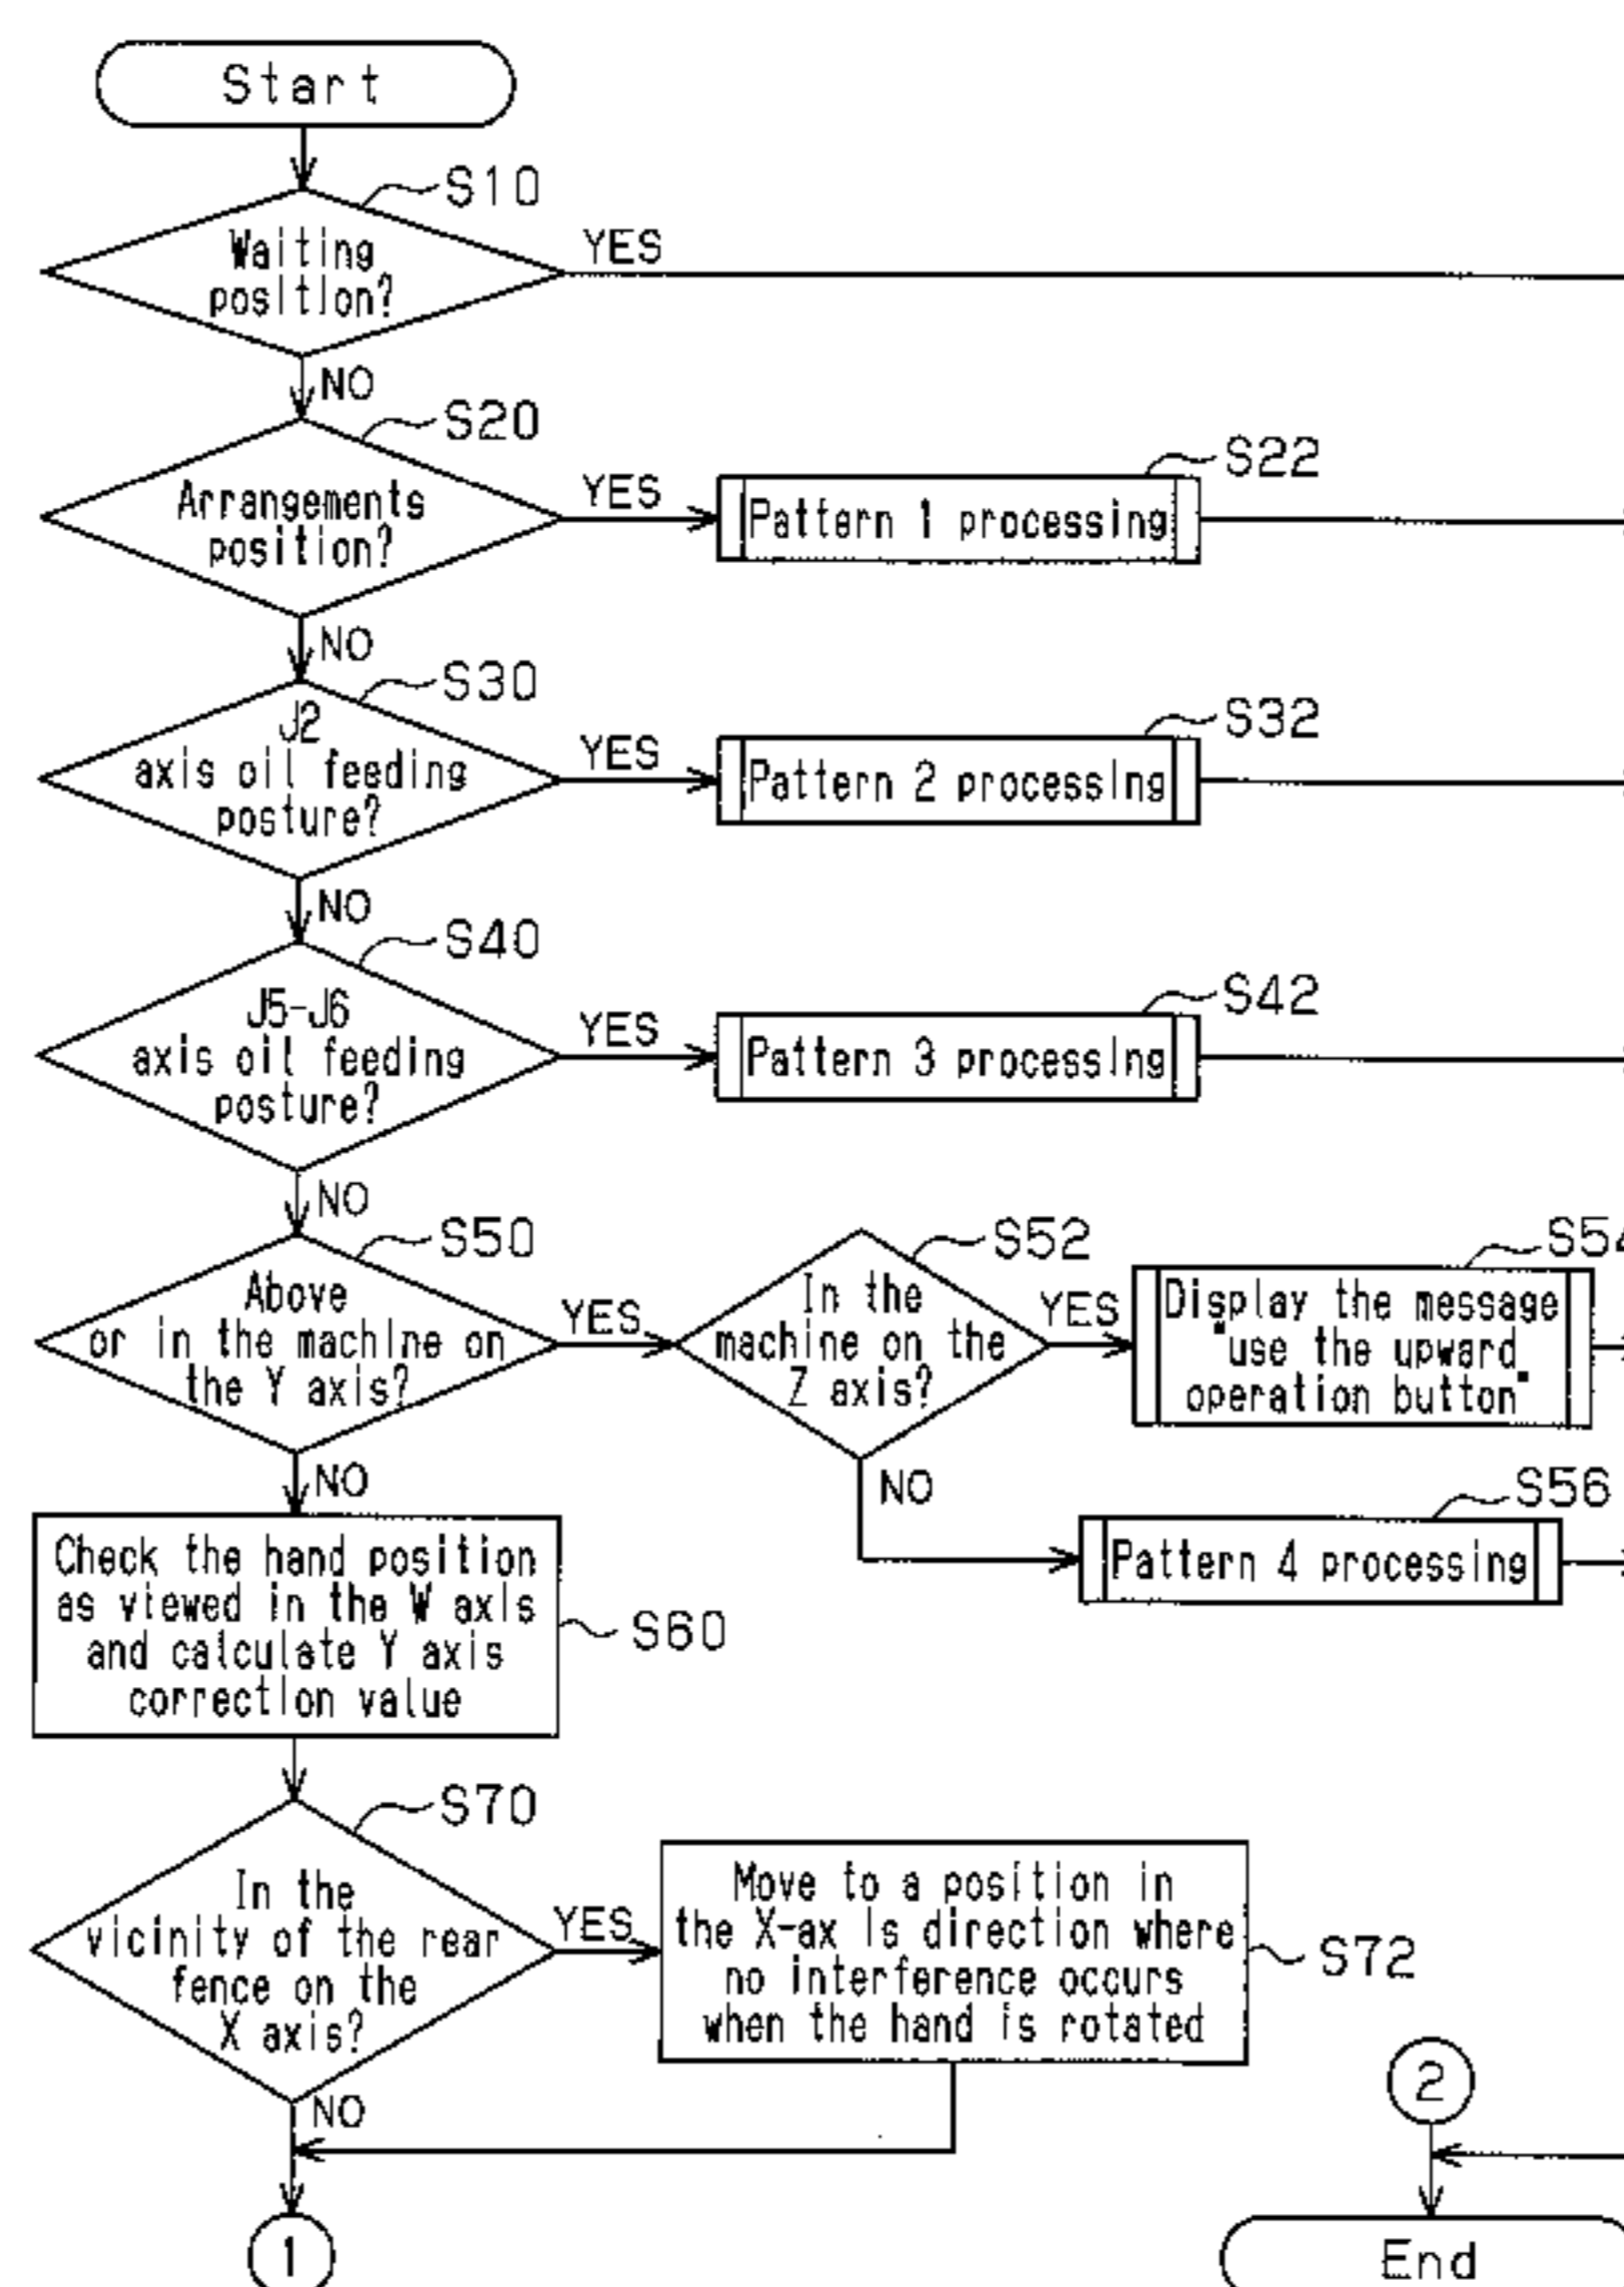 Start
S10
Waiting
position?
YES
NO
S20
Arrangements
position?
YES
S22
Pattern 1 processing
NO
S30
J2
axis oil feeding
posture?
YES
S32
Pattern 2 processing
NO
S40
J5-J6
axis oil feeding
posture?
YES
S42
Pattern 3 processing
NO
S50
Above
or in the machine on
the Y axis?
YES
S52
In the
machine on the
Z axis?
YES
S54
Display the message
"use the upward
operation button"
NO
S56
Pattern 4 processing
NO
Check the hand position
as viewed in the W axis
and calculate Y axis
correction value
S60
S70
In the
vicinity of the rear
fence on the
X axis?
YES
Move to a position in
the X-ax is direction where
no interference occurs
when the hand is rotated
S72
NO
1
2
End